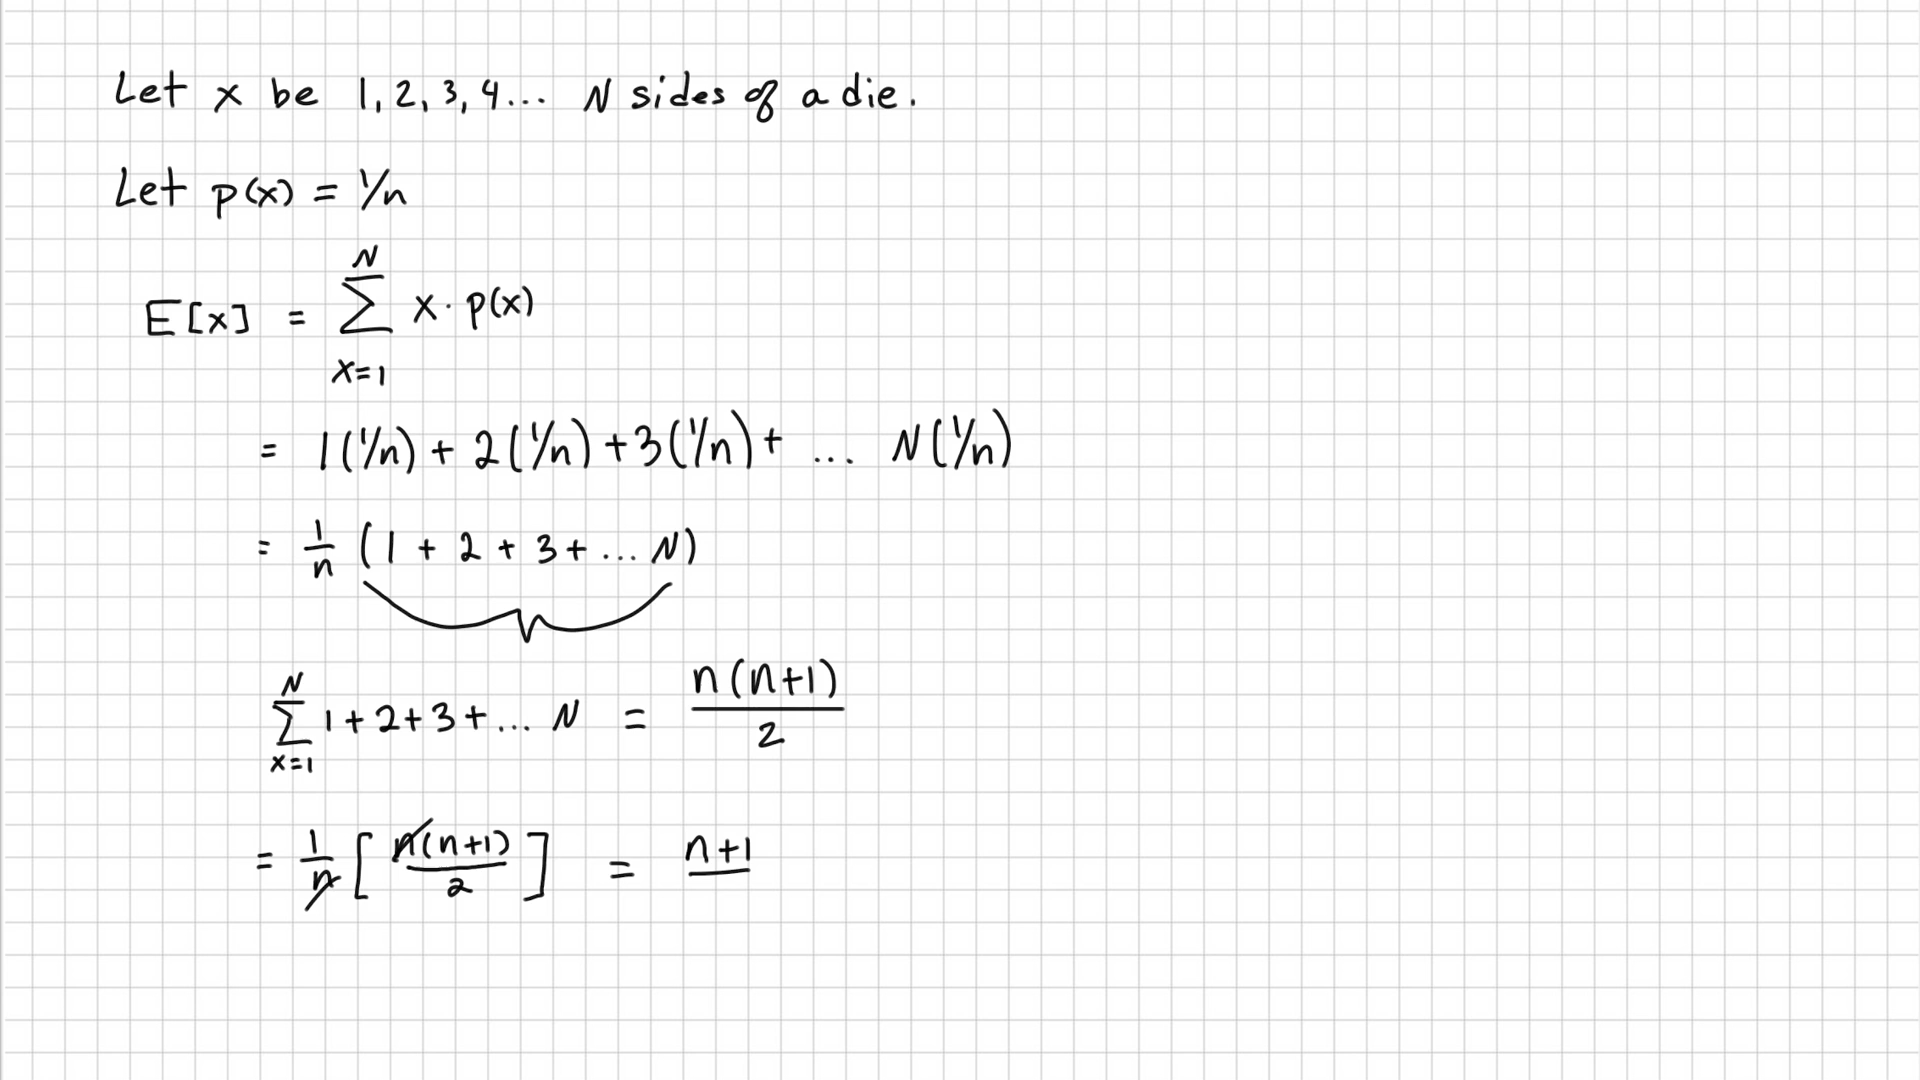 Let x be 1, 2, 3, 4... N sides of a die.
Let p(x) = 1/n
N
E[x] = ∑ x · p(x)
x=1
= 1(1/n) + 2(1/n) + 3(1/n) + ... N(1/n)
= 1/n (1 + 2 + 3 + ... N)
N
∑ 1+2+3+... N = n(n+1)/2
x=1
= 1/n [n(n+1)/2] = n+1